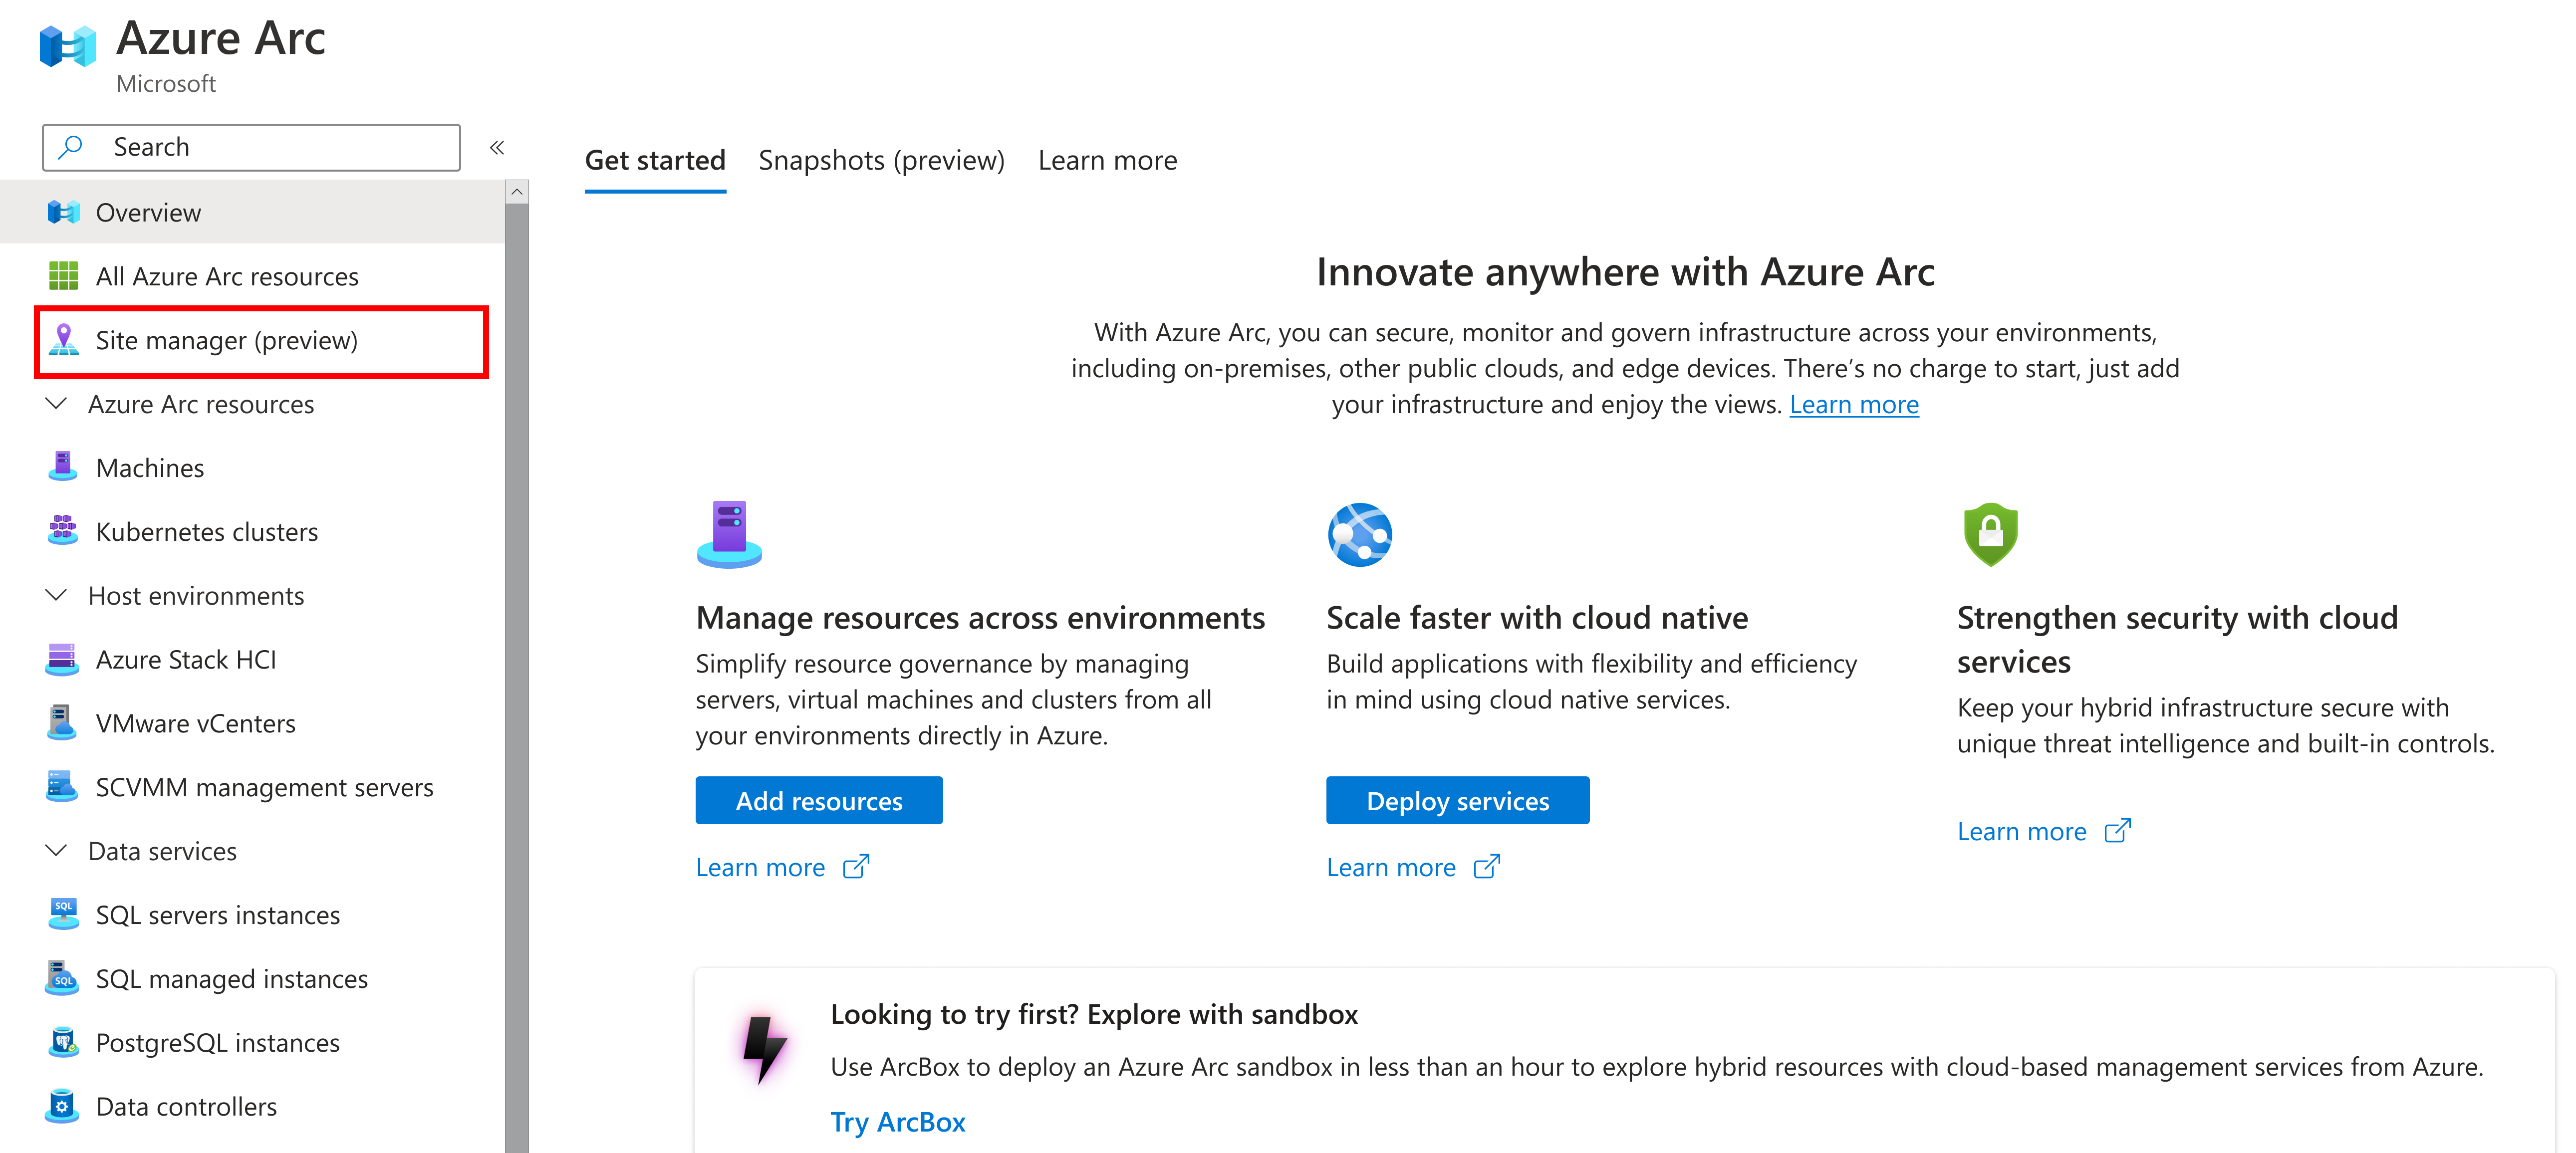 Azure Arc
Microsoft
Search
Overview
All Azure Arc resources
Site manager (preview)
Azure Arc resources
Machines
Kubernetes clusters
Host environments
Azure Stack HCI
VMware vCenters
SCVMM management servers
Data services
SQL servers instances
SQL managed instances
PostgreSQL instances
Data controllers
Get started
Snapshots (preview)
Learn more
Innovate anywhere with Azure Arc
With Azure Arc, you can secure, monitor and govern infrastructure across your environments,
including on-premises, other public clouds, and edge devices. There’s no charge to start, just add
your infrastructure and enjoy the views. Learn more
Manage resources across environments
Simplify resource governance by managing
servers, virtual machines and clusters from all
your environments directly in Azure.
Add resources
Learn more
Scale faster with cloud native
Build applications with flexibility and efficiency
in mind using cloud native services.
Deploy services
Learn more
Strengthen security with cloud
services
Keep your hybrid infrastructure secure with
unique threat intelligence and built-in controls.
Learn more
Looking to try first? Explore with sandbox
Use ArcBox to deploy an Azure Arc sandbox in less than an hour to explore hybrid resources with cloud-based management services from Azure.
Try ArcBox